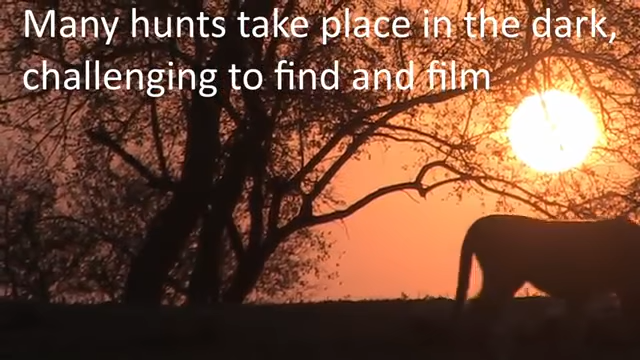 Many hunts take place in the dark,
challenging to find and film